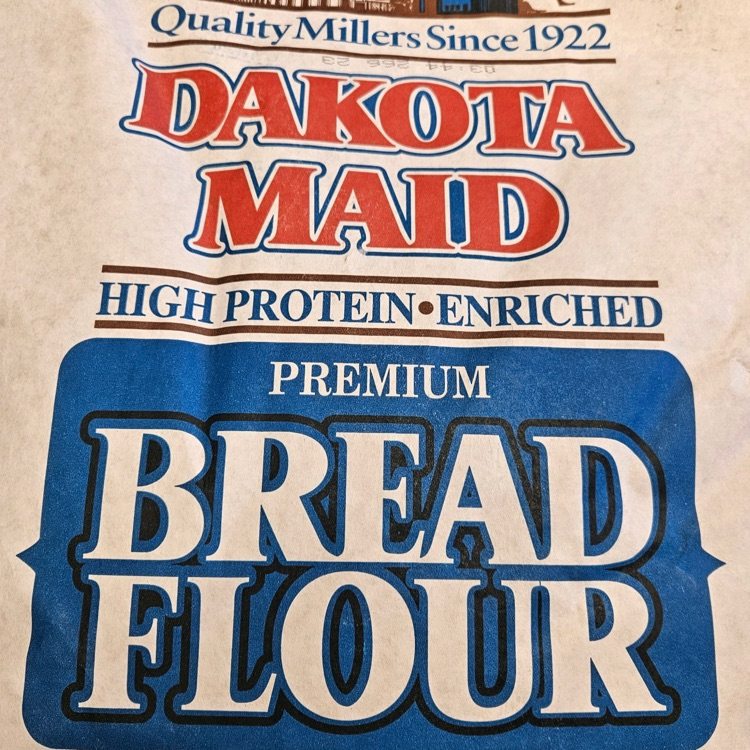 Quality Millers Since 1922
DAKOTA
MAID
HIGH PROTEIN•ENRICHED
PREMIUM
BREAD
FLOUR